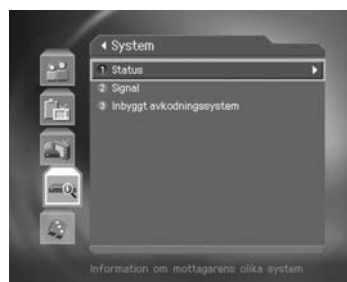 System
1 Status
2 Signal
3 Inbyggt avkodningssystem
Information om mottagarens olika system